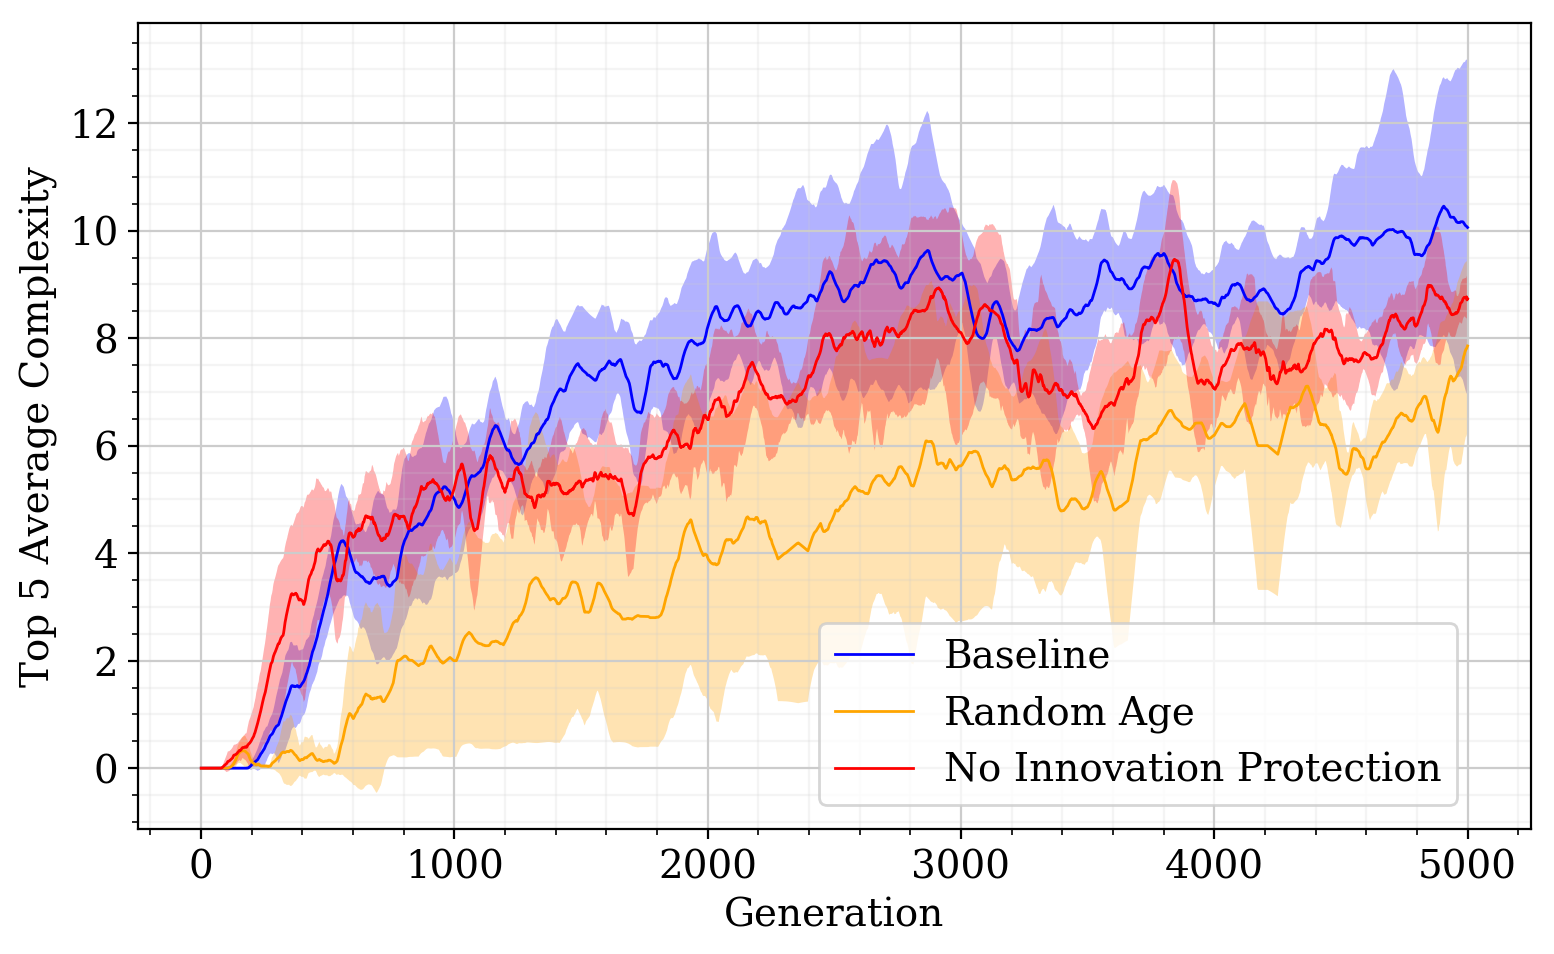 Top 5 Average Complexity
12
10
8
6
4
2
0
Baseline
Random Age
No Innovation Protection
0 1000 2000 3000 4000 5000
Generation